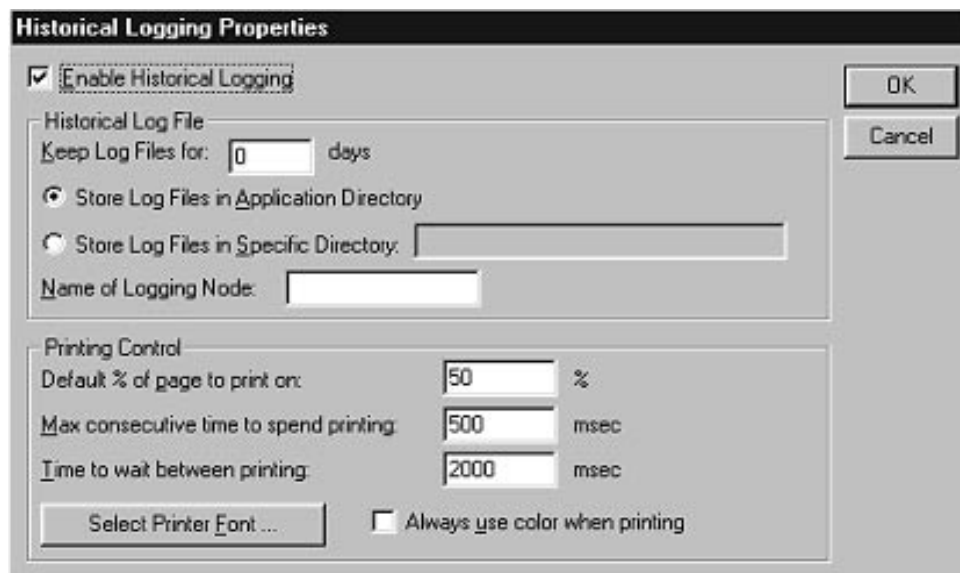 Historical Logging Properties
Enable Historical Logging
OK
Cancel
Historical Log File
Keep Log Files for: 0 days
Store Log Files in Application Directory
Store Log Files in Specific Directory:
Name of Logging Node:
Printing Control
Default % of page to print on: 50 %
Max consecutive time to spend printing: 500 msec
Time to wait between printing: 2000 msec
Select Printer Font ...
Always use color when printing